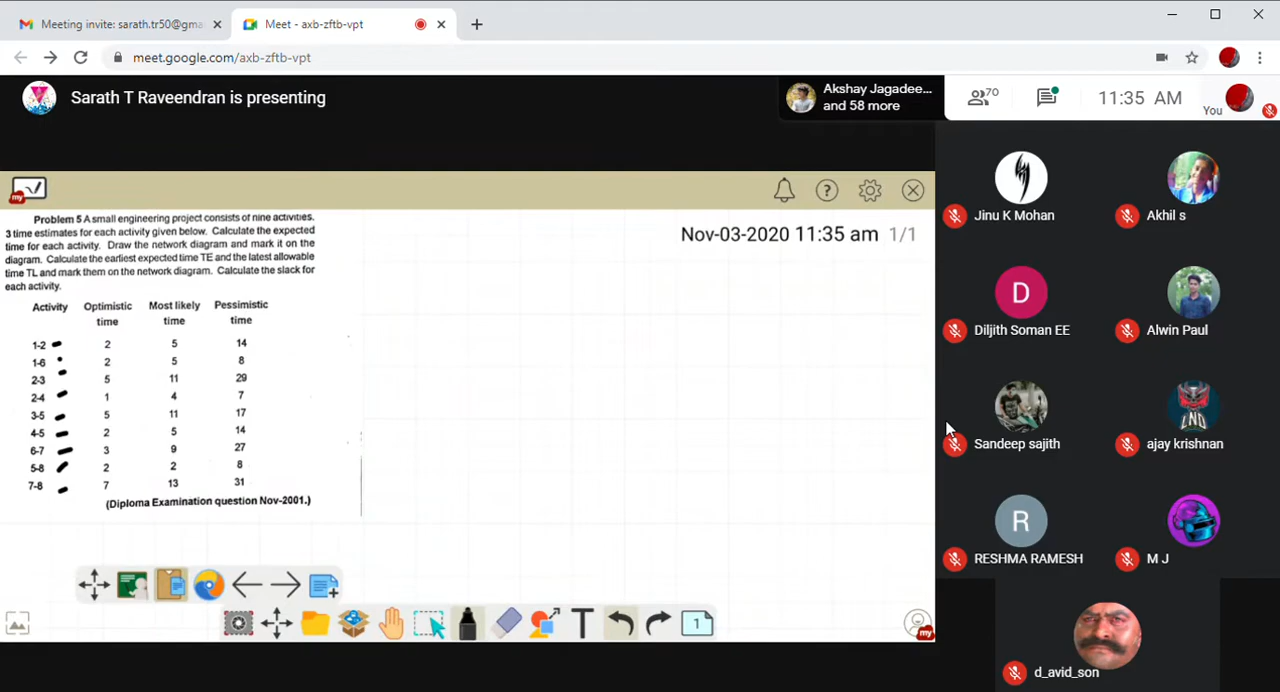 Meeting invite: sarath.tr50@gma
Meet - axb-zftb-vpt
meet.google.com/axb-zftb-vpt
Sarath T Raveendran is presenting
Akshay Jagadee...
and 58 more
70
11:35 AM
You
Problem 5 A small engineering project consists of nine activities.
3 time estimates for each activity given below. Calculate the expected
time for each activity. Draw the network diagram and mark it on the
diagram. Calculate the earliest expected time TE and the latest allowable
time TL and mark them on the network diagram. Calculate the slack for
each activity.
Activity Optimistic time Most likely time Pessimistic time
1-2 2 5 14
1-6 2 5 8
2-3 5 11 29
2-4 1 4 7
3-5 5 11 17
4-5 2 5 14
6-7 3 9 27
5-8 2 2 8
7-8 7 13 31
(Diploma Examination question Nov-2001.)
Nov-03-2020 11:35 am 1/1
my
T
1
my
Jinu K Mohan
Akhil s
D
Diljith Soman EE
Alwin Paul
LND
Sandeep sajith
ajay krishnan
R
RESHMA RAMESH
M J
d_avid_son